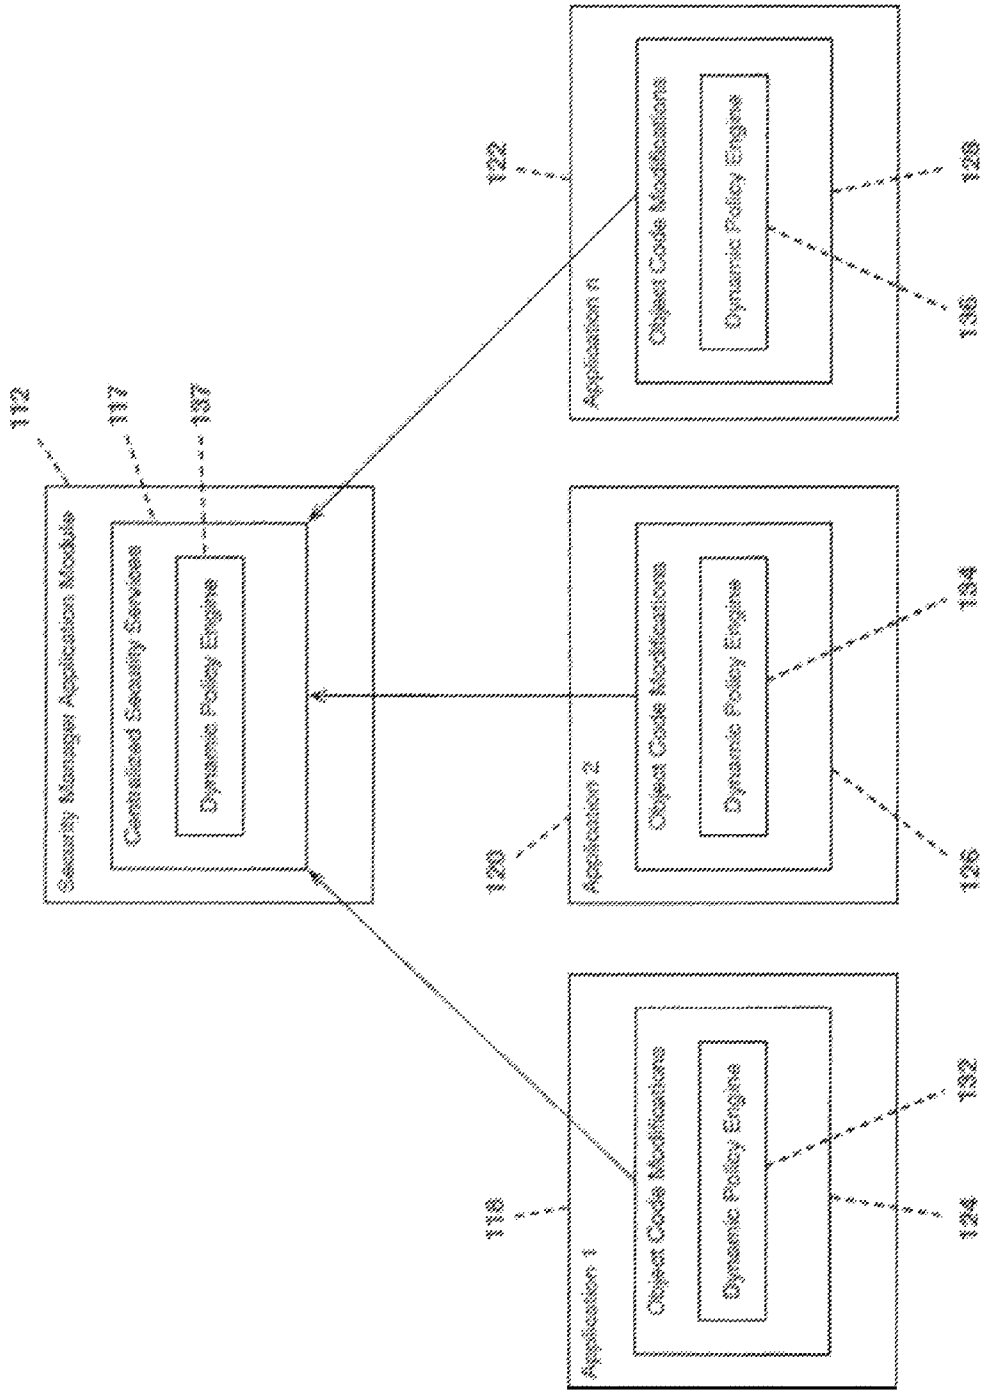 112
Security Manager Application Module
117
Centralized Security Services
137
Dynamic Policy Engine
118
Application 1
Object Code Modifications
Dynamic Policy Engine
124
132
120
Application 2
Object Code Modifications
Dynamic Policy Engine
126
134
122
Application n
Object Code Modifications
Dynamic Policy Engine
136
128